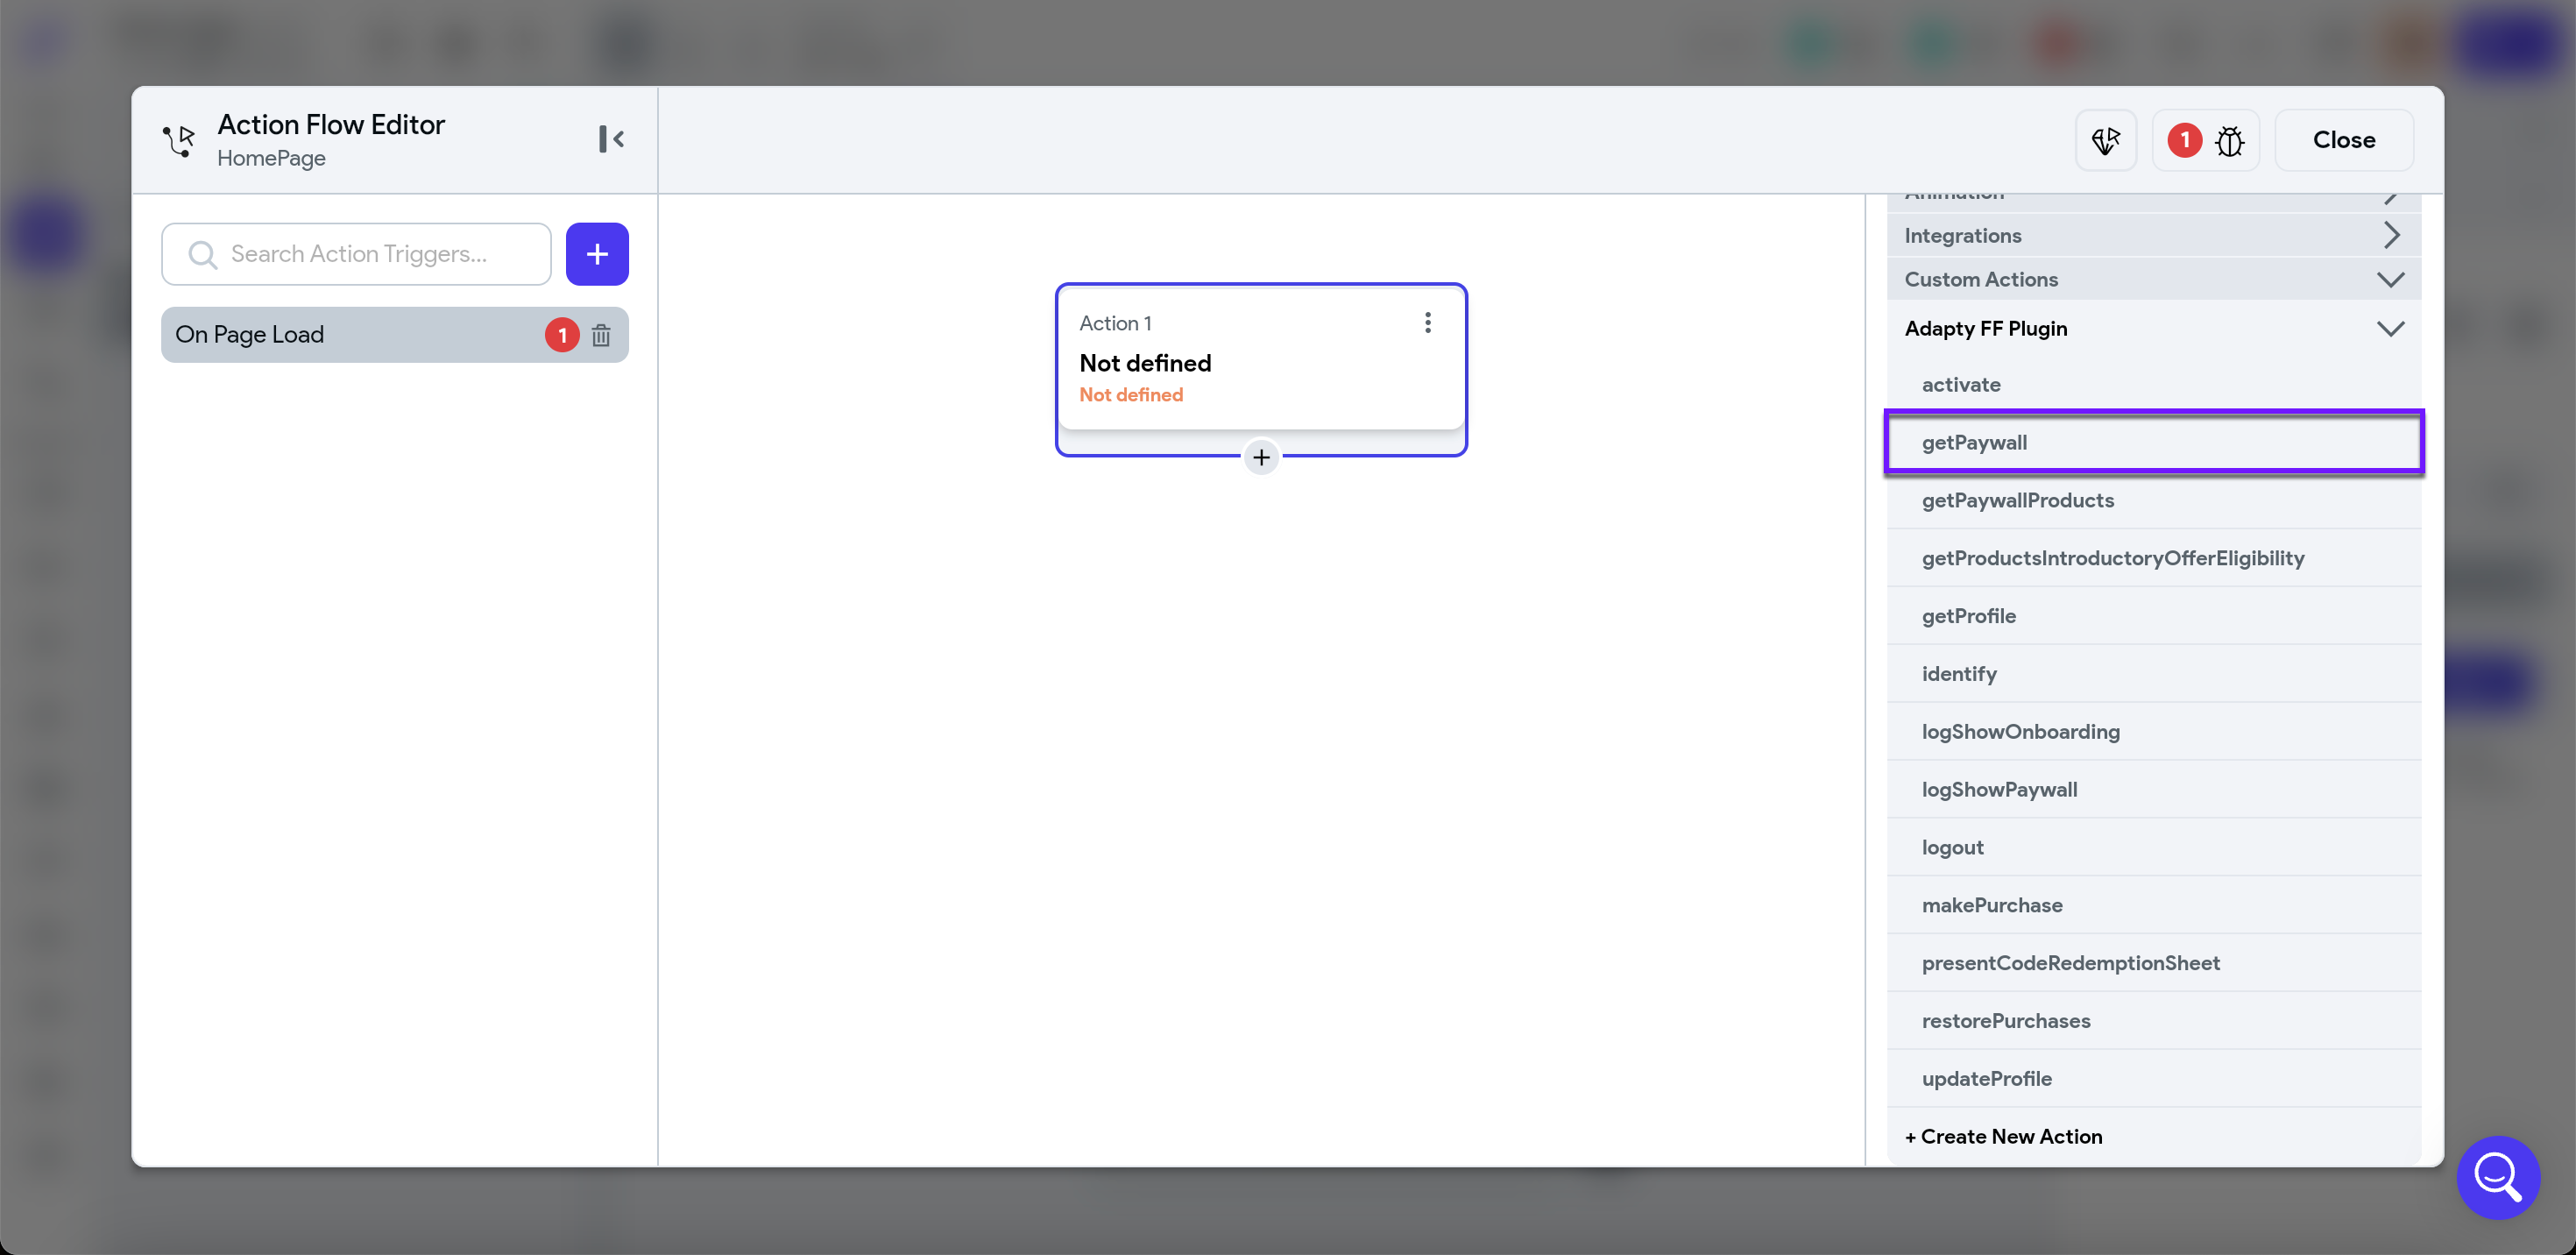 Action Flow Editor
HomePage
1
Close
Search Action Triggers...
+
On Page Load
1
Action 1
Not defined
Not defined
+
Animation
Integrations
Custom Actions
Adapty FF Plugin
activate
getPaywall
getPaywallProducts
getProductsIntroductoryOfferEligibility
getProfile
identify
logShowOnboarding
logShowPaywall
logout
makePurchase
presentCodeRedemptionSheet
restorePurchases
updateProfile
+ Create New Action